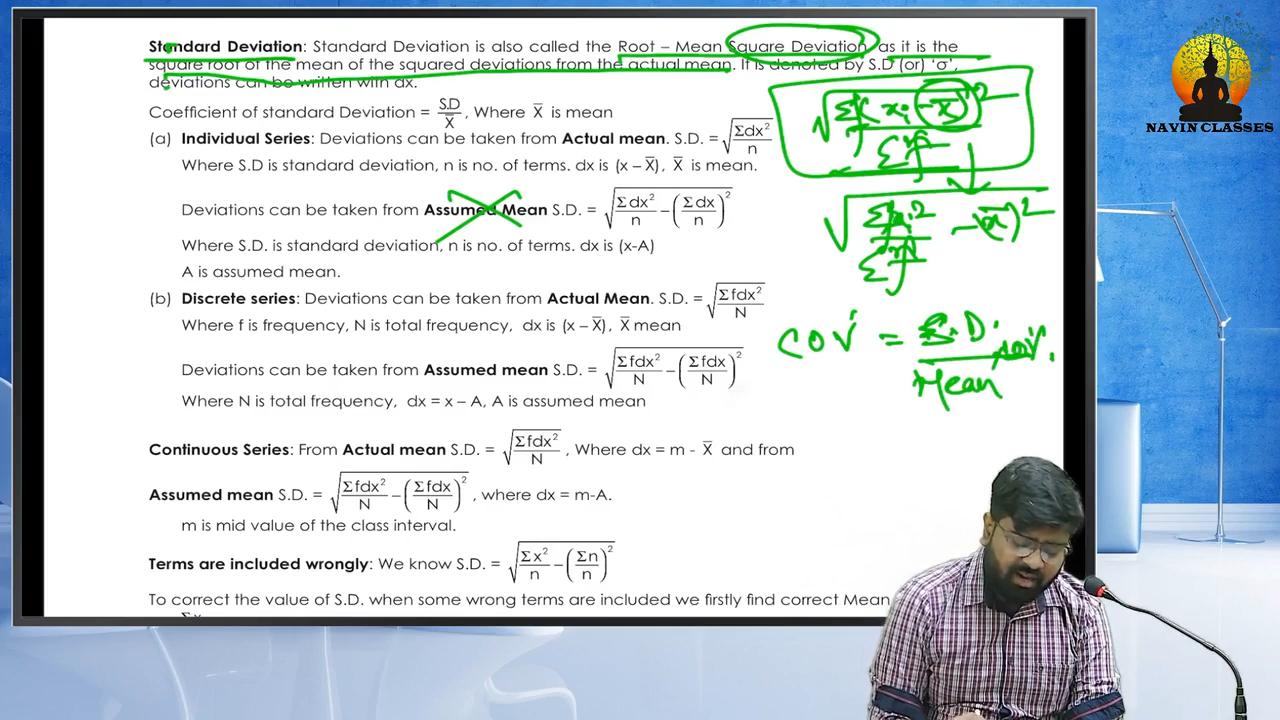 Standard Deviation: Standard Deviation is also called the Root – Mean Square Deviation, as it is the
square root of the mean of the squared deviations from the actual mean. It is denoted by S.D (or) 'σ',
deviations can be written with dx.
Coefficient of standard Deviation = S.D / X̅, Where X̅ is mean
(a) Individual Series: Deviations can be taken from Actual mean. S.D. = √(Σdx² / n)
Where S.D is standard deviation, n is no. of terms. dx is (x – X̅), X̅ is mean.
Deviations can be taken from Assumed Mean S.D. = √(Σdx² / n – (Σdx / n)²)
Where S.D. is standard deviation, n is no. of terms. dx is (x-A)
A is assumed mean.
(b) Discrete series: Deviations can be taken from Actual Mean. S.D. = √(Σfdx² / N)
Where f is frequency, N is total frequency, dx is (x – X̅), X̅ mean
Deviations can be taken from Assumed mean S.D. = √(Σfdx² / N – (Σfdx / N)²)
Where N is total frequency, dx = x – A, A is assumed mean
Continuous Series: From Actual mean S.D. = √(Σfdx² / N), Where dx = m - X̅ and from
Assumed mean S.D. = √(Σfdx² / N – (Σfdx / N)²), where dx = m-A.
m is mid value of the class interval.
Terms are included wrongly: We know S.D. = √(Σx² / n – (Σn / n)²)
To correct the value of S.D. when some wrong terms are included we firstly find correct Mean
Σx
COV = S.D. / Mean
NAVIN CLASSES